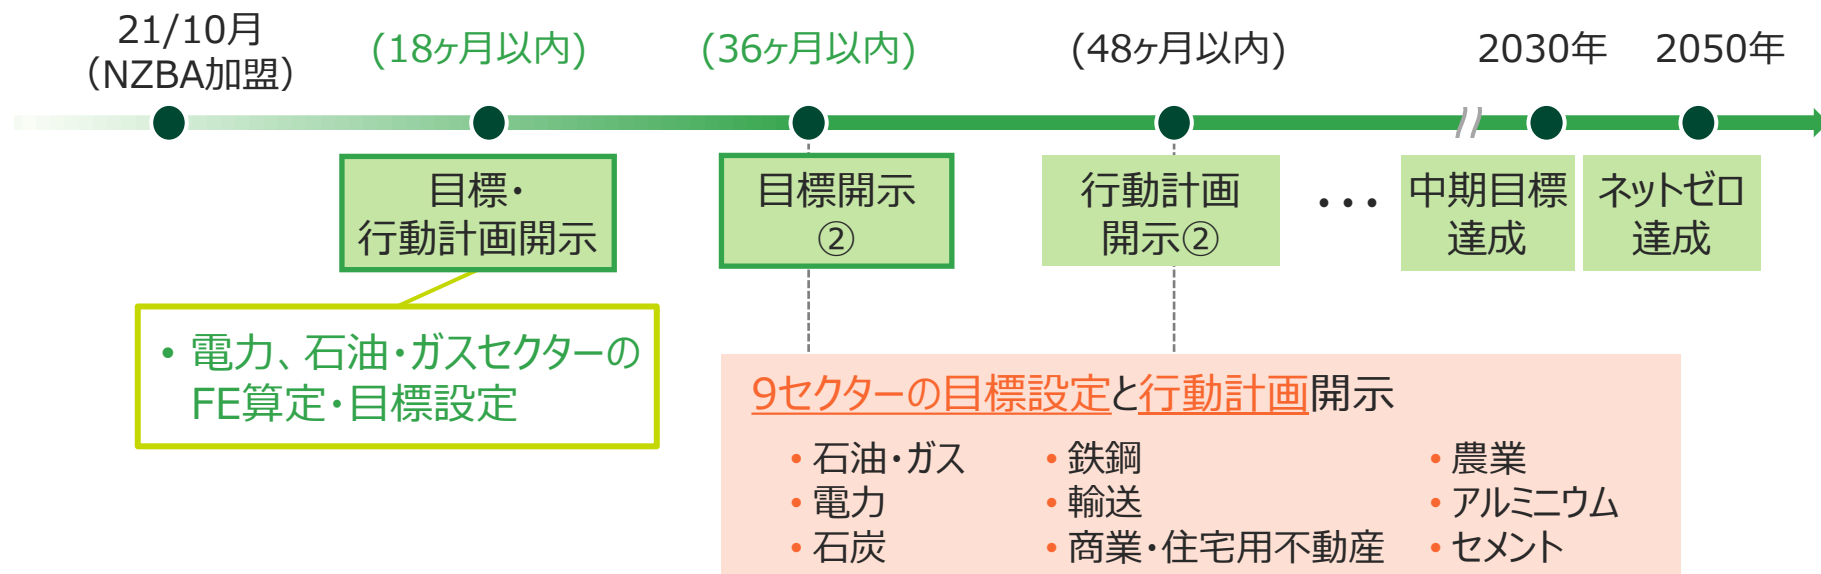 21/10月
（NZBA加盟）
(18ヶ月以内)
(36ヶ月以内)
(48ヶ月以内)
2030年
2050年
目標・
行動計画開示
目標開示
②
行動計画
開示②
・・・
中期目標
達成
ネットゼロ
達成
• 電力、石油・ガスセクターの
FE算定・目標設定
9セクターの目標設定と行動計画開示
• 石油・ガス
• 電力
• 石炭
• 鉄鋼
• 輸送
• 商業・住宅用不動産
• 農業
• アルミニウム
• セメント